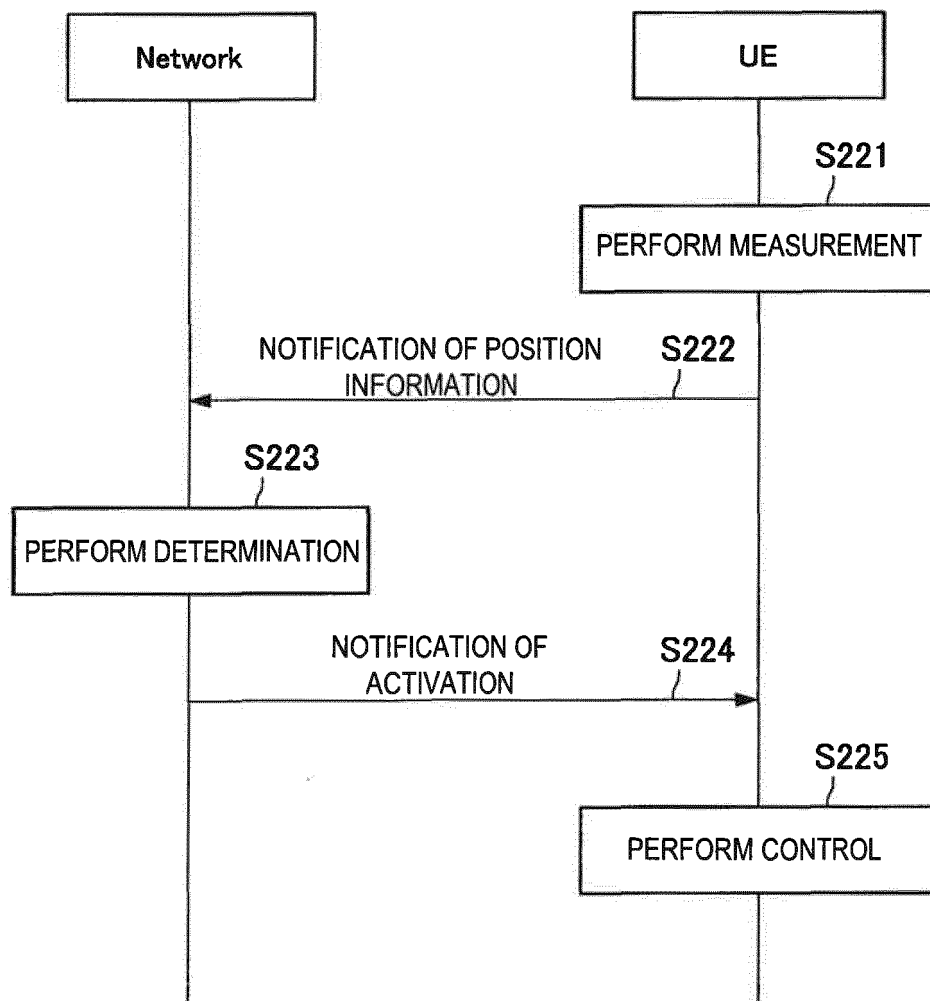 Network
UE
S221
PERFORM MEASUREMENT
NOTIFICATION OF POSITION
INFORMATION
S222
S223
PERFORM DETERMINATION
NOTIFICATION OF
ACTIVATION
S224
S225
PERFORM CONTROL